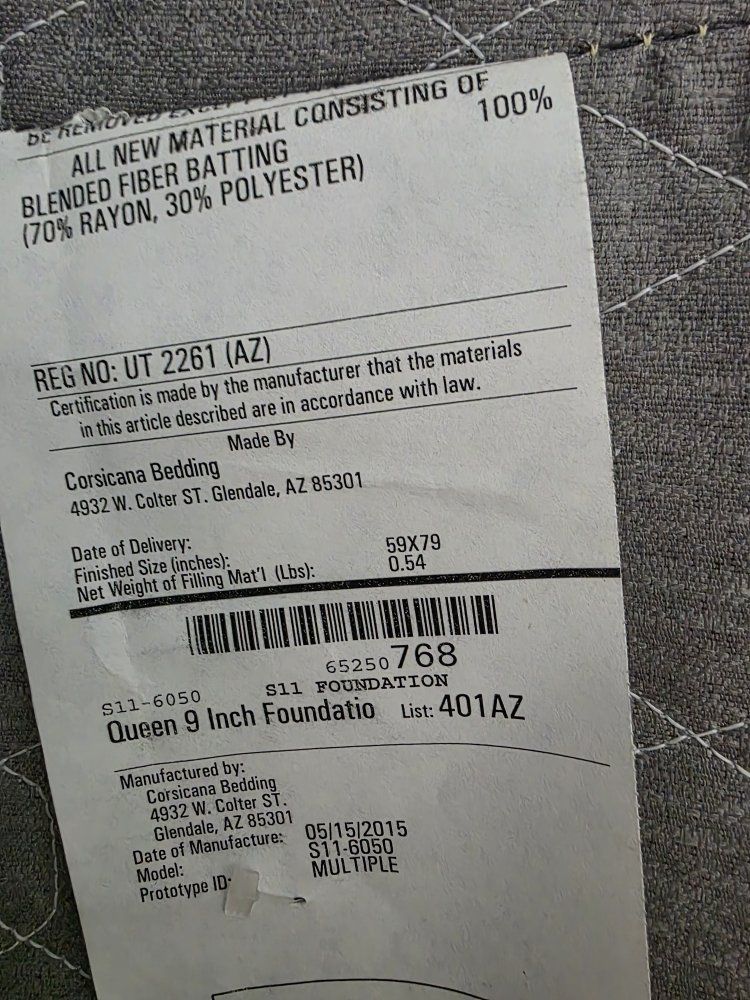 BE REMOVED EXCEPT
ALL NEW MATERIAL CONSISTING OF
100%
BLENDED FIBER BATTING
(70% RAYON, 30% POLYESTER)
REG NO: UT 2261 (AZ)
Certification is made by the manufacturer that the materials
in this article described are in accordance with law.
Made By
Corsicana Bedding
4932 W. Colter ST. Glendale, AZ 85301
Date of Delivery:
Finished Size (inches): 59X79
Net Weight of Filling Mat'l (Lbs): 0.54
65250768
S11-6050 S11 FOUNDATION
Queen 9 Inch Foundatio List: 401AZ
Manufactured by:
Corsicana Bedding
4932 W. Colter ST.
Glendale, AZ 85301
Date of Manufacture: 05/15/2015
Model: S11-6050
Prototype ID: MULTIPLE